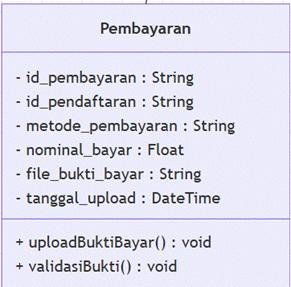 Pembayaran
- id_pembayaran : String
- id_pendaftaran : String
- metode_pembayaran : String
- nominal_bayar : Float
- file_bukti_bayar : String
- tanggal_upload : DateTime
+ uploadBuktiBayar() : void
+ validasiBukti() : void